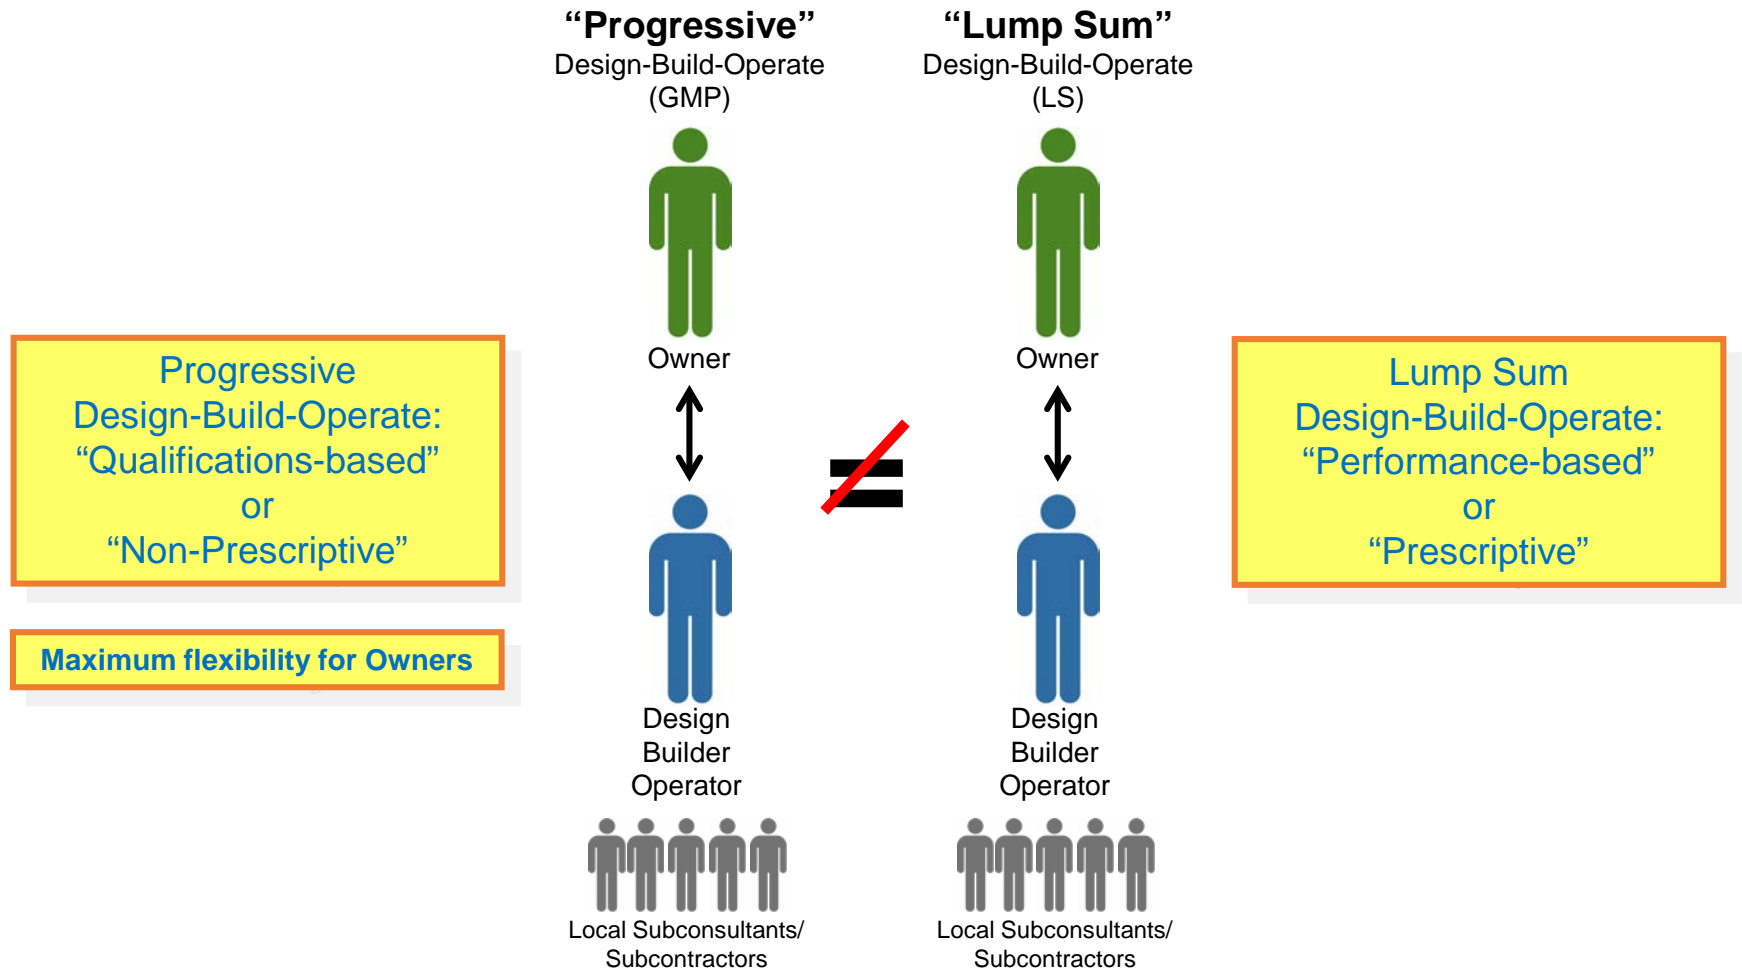 “Progressive”
Design-Build-Operate
(GMP)
“Lump Sum”
Design-Build-Operate
(LS)
Owner
Owner
Progressive
Design-Build-Operate:
“Qualifications-based”
or
“Non-Prescriptive”
Maximum flexibility for Owners
≠
Lump Sum
Design-Build-Operate:
“Performance-based”
or
“Prescriptive”
Design
Builder
Operator
Design
Builder
Operator
Local Subconsultants/
Subcontractors
Local Subconsultants/
Subcontractors